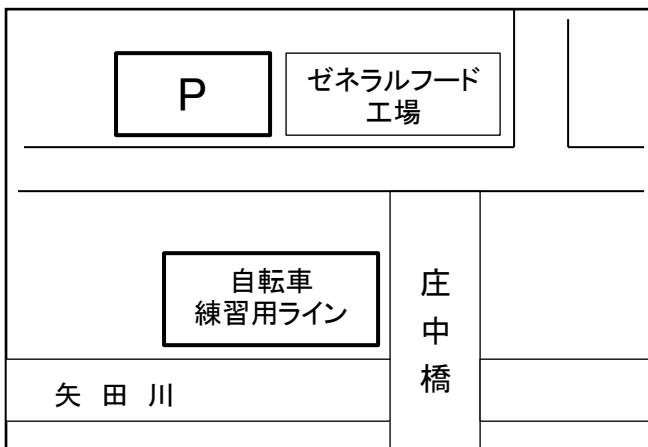 P
ゼネラルフード
工場
自転車
練習用ライン
庄中橋
矢田川